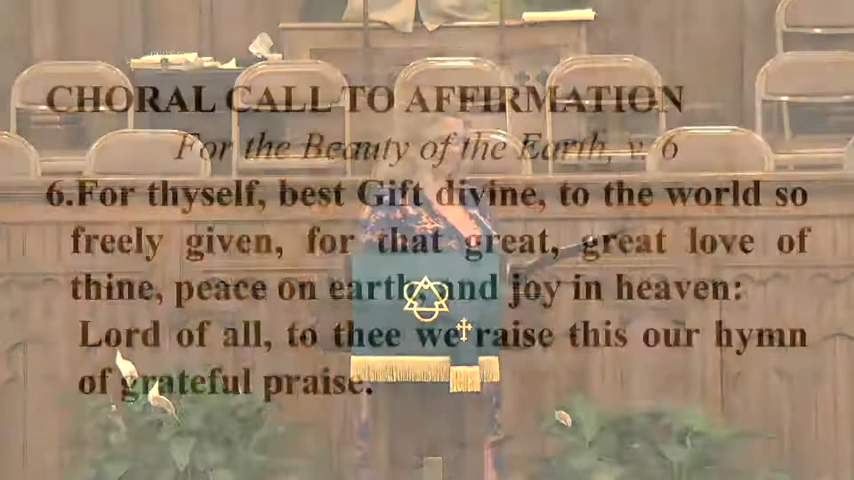 CHORAL CALL TO AFFIRMATION
For the Beauty of the Earth, v. 6
6.For thyself, best Gift divine, to the world so
freely given, for that great, great love of
thine, peace on earth, and joy in heaven:
Lord of all, to thee we raise this our hymn
of grateful praise.